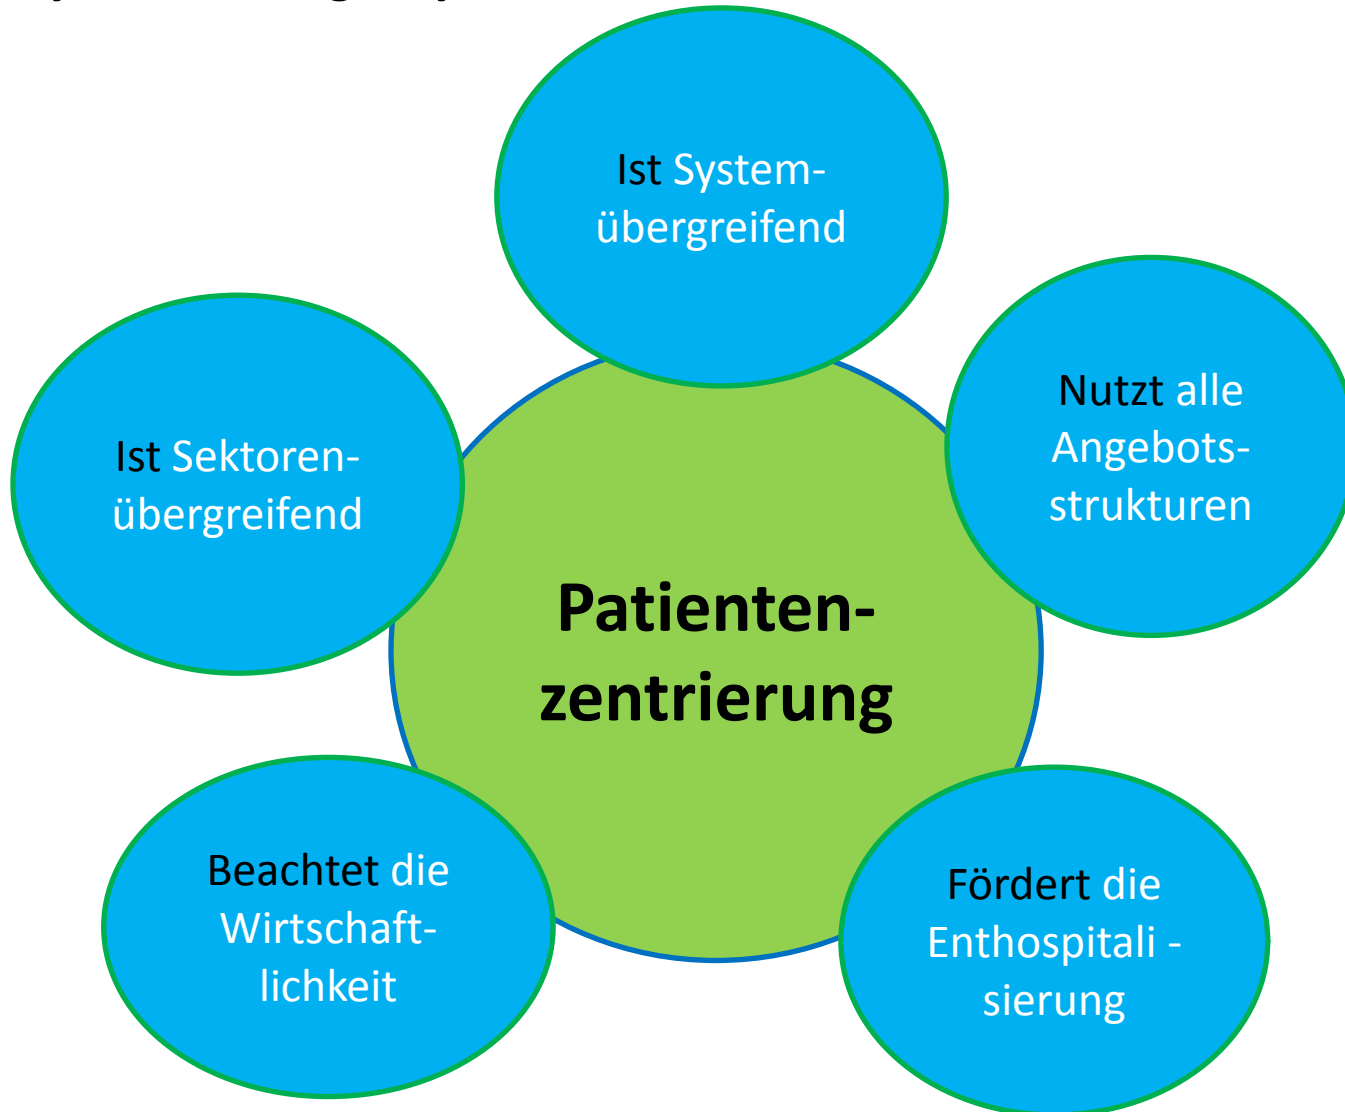 Ist System-
übergreifend
Nutzt alle
Angebots-
strukturen
Ist Sektoren-
übergreifend
Patienten-
zentrierung
Beachtet die
Wirtschaft-
lichkeit
Fördert die
Enthospitali -
sierung